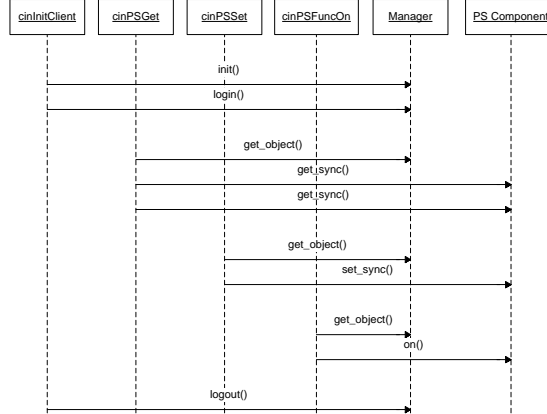 cinInitClient
cinPSGet
cinPSSet
cinPSFuncOn
Manager
PS Component
init()
login()
get_object()
get_sync()
get_sync()
get_object()
set_sync()
get_object()
on()
logout()